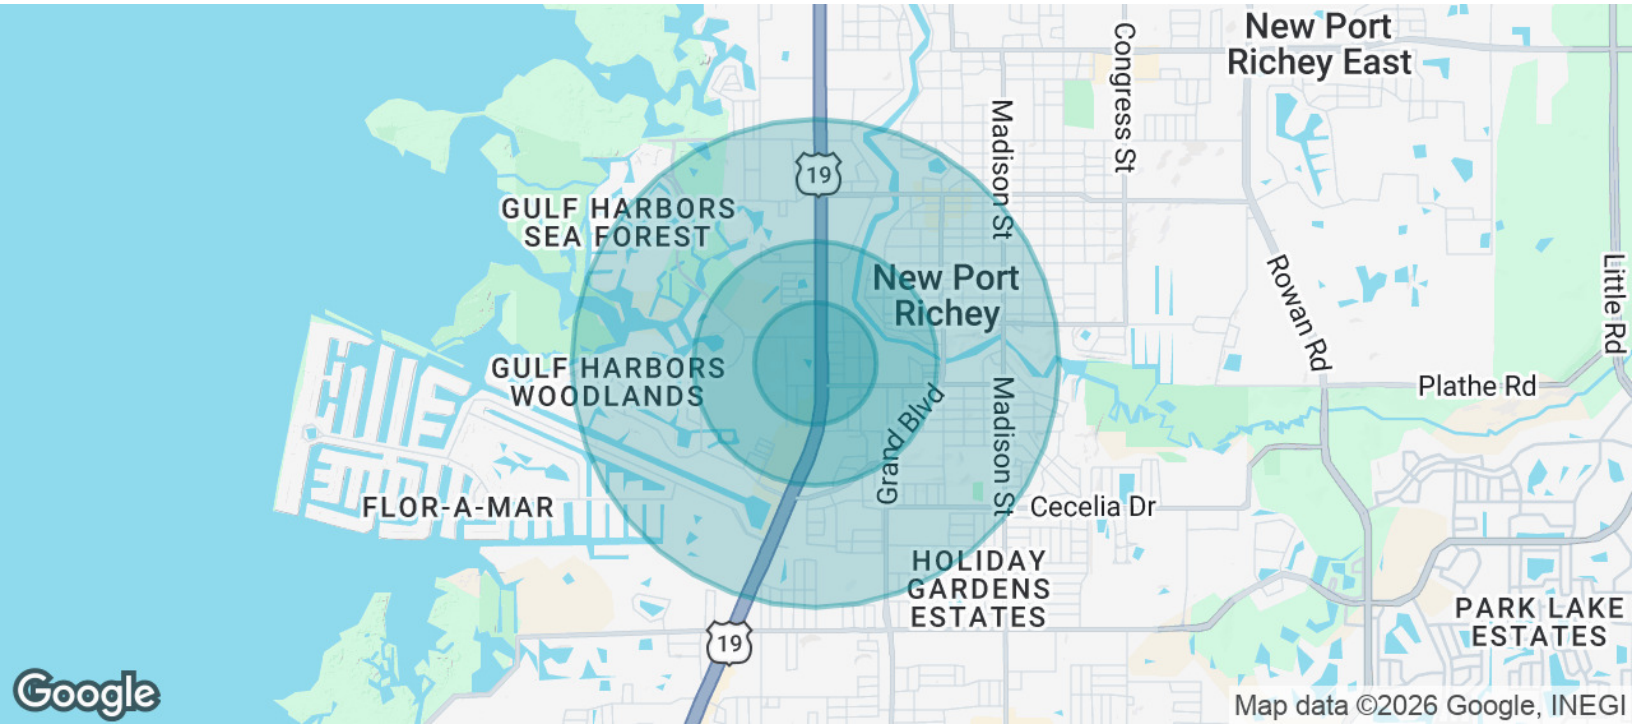 New Port
Richey East
Congress St
Madison St
19
GULF HARBORS
SEA FOREST
New Port
Richey
Rowan Rd
Little Rd
GULF HARBORS
WOODLANDS
Plathe Rd
Grand Blvd
Madison St
FLOR-A-MAR
Cecelia Dr
HOLIDAY
GARDENS
ESTATES
PARK LAKE
ESTATES
19
Google
Map data ©2026 Google, INEGI